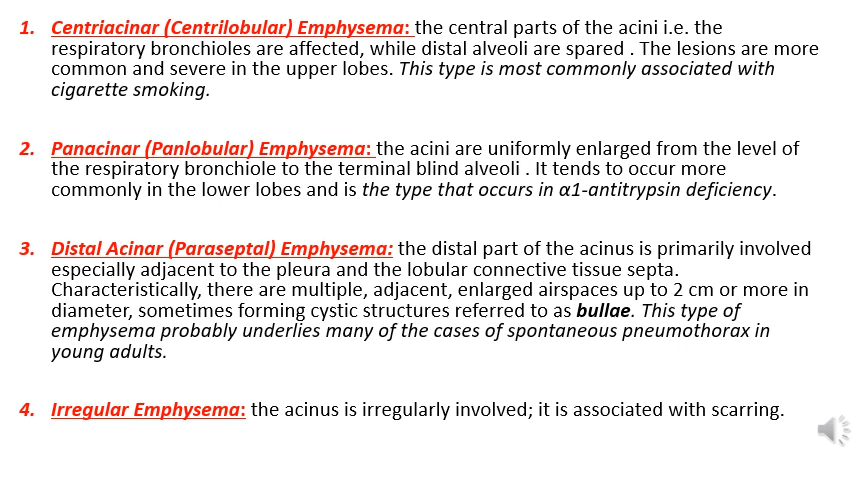 1. Centriacinar (Centrilobular) Emphysema: the central parts of the acini i.e. the
respiratory bronchioles are affected, while distal alveoli are spared . The lesions are more
common and severe in the upper lobes. This type is most commonly associated with
cigarette smoking.
2. Panacinar (Panlobular) Emphysema: the acini are uniformly enlarged from the level of
the respiratory bronchiole to the terminal blind alveoli . It tends to occur more
commonly in the lower lobes and is the type that occurs in α1-antitrypsin deficiency.
3. Distal Acinar (Paraseptal) Emphysema: the distal part of the acinus is primarily involved
especially adjacent to the pleura and the lobular connective tissue septa.
Characteristically, there are multiple, adjacent, enlarged airspaces up to 2 cm or more in
diameter, sometimes forming cystic structures referred to as bullae. This type of
emphysema probably underlies many of the cases of spontaneous pneumothorax in
young adults.
4. Irregular Emphysema: the acinus is irregularly involved; it is associated with scarring.